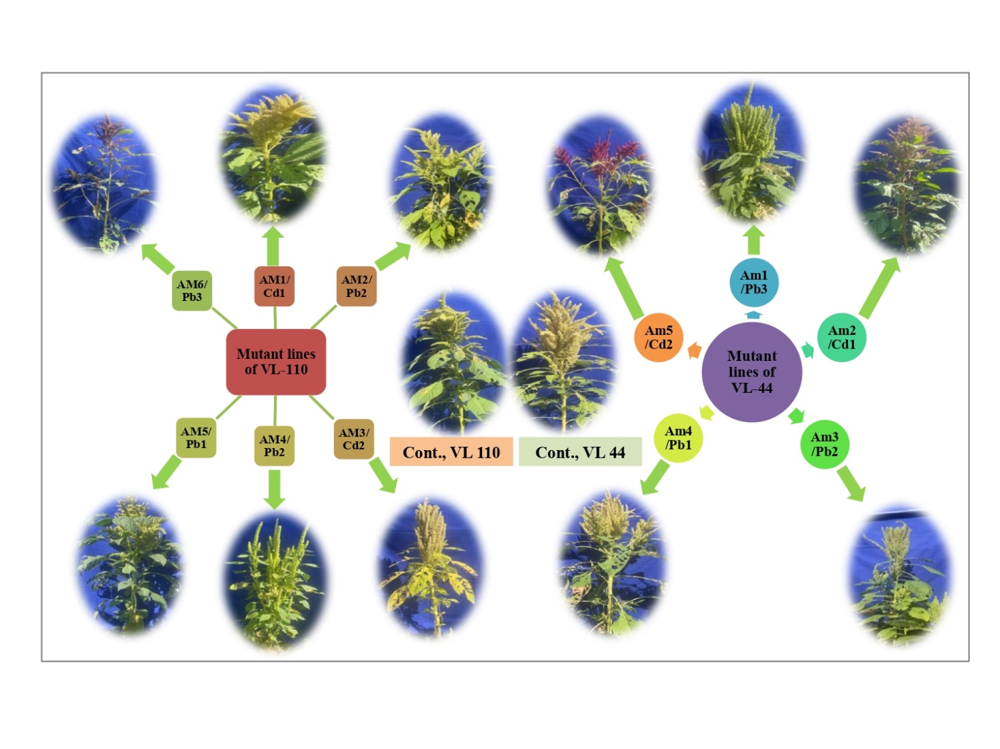 AM6/
Pb3
AM1/
Cd1
AM2/
Pb2
Mutant lines
of VL-110
AM5/
Pb1
AM4/
Pb2
AM3/
Cd2
Cont., VL 110
Cont., VL 44
Am1
/Pb3
Am5
/Cd2
Am2
/Cd1
Mutant
lines of
VL-44
Am4
/Pb1
Am3
/Pb2